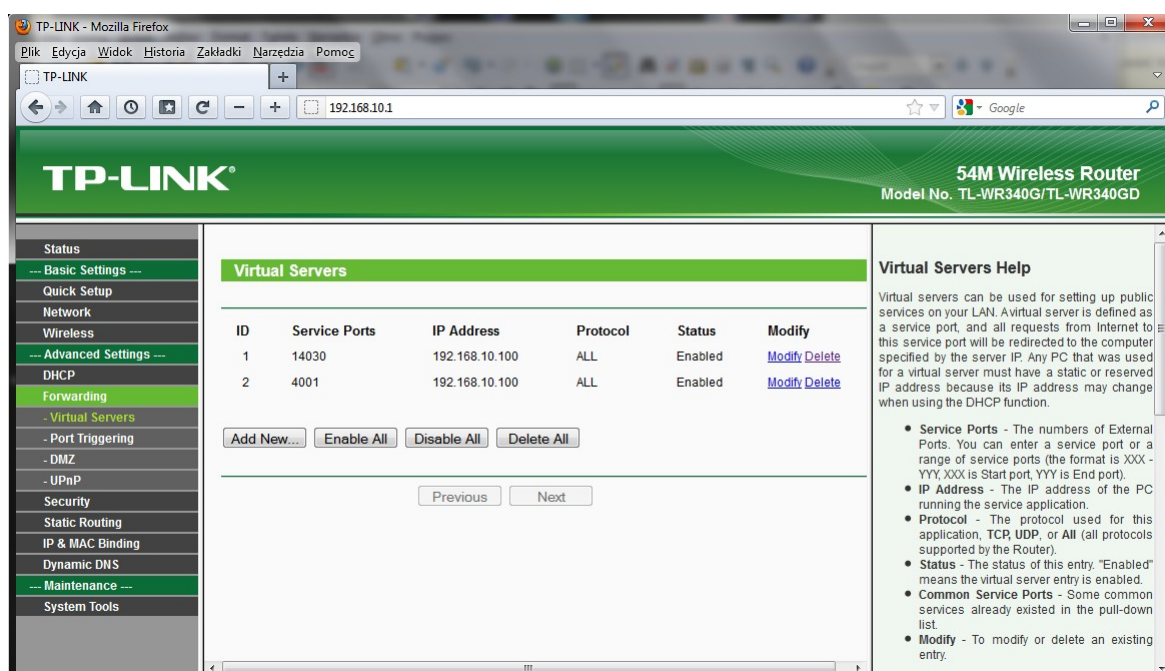 TP-LINK - Mozilla Firefox
Plik Edycja Widok Historia Zakładki Narzędzia Pomoc
TP-LINK
192.168.10.1
Google
TP-LINK®
54M Wireless Router
Model No. TL-WR340G/TL-WR340GD
Status
--- Basic Settings ---
Quick Setup
Network
Wireless
--- Advanced Settings ---
DHCP
Forwarding
- Virtual Servers
- Port Triggering
- DMZ
- UPnP
Security
Static Routing
IP & MAC Binding
Dynamic DNS
--- Maintenance ---
System Tools
Virtual Servers
ID Service Ports IP Address Protocol Status Modify
1 14030 192.168.10.100 ALL Enabled Modify Delete
2 4001 192.168.10.100 ALL Enabled Modify Delete
Add New... Enable All Disable All Delete All
Previous Next
Virtual Servers Help
Virtual servers can be used for setting up public
services on your LAN. Avirtual server is defined as
a service port, and all requests from Internet to
this service port will be redirected to the computer
specified by the server IP. Any PC that was used
for a virtual server must have a static or reserved
IP address because its IP address may change
when using the DHCP function.
Service Ports - The numbers of External
Ports. You can enter a service port or a
range of service ports (the format is XXX -
YYY, XXX is Start port, YYY is End port).
IP Address - The IP address of the PC
running the service application.
Protocol - The protocol used for this
application, TCP, UDP, or All (all protocols
supported by the Router).
Status - The status of this entry. "Enabled"
means the virtual server entry is enabled.
Common Service Ports - Some common
services already existed in the pull-down
list.
Modify - To modify or delete an existing
entry.